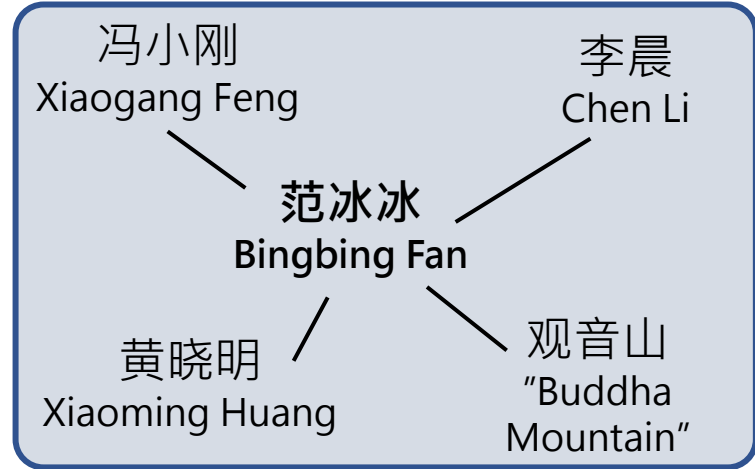 冯小刚
Xiaogang Feng
李晨
Chen Li
范冰冰
Bingbing Fan
黄晓明
Xiaoming Huang
观音山
"Buddha
Mountain"